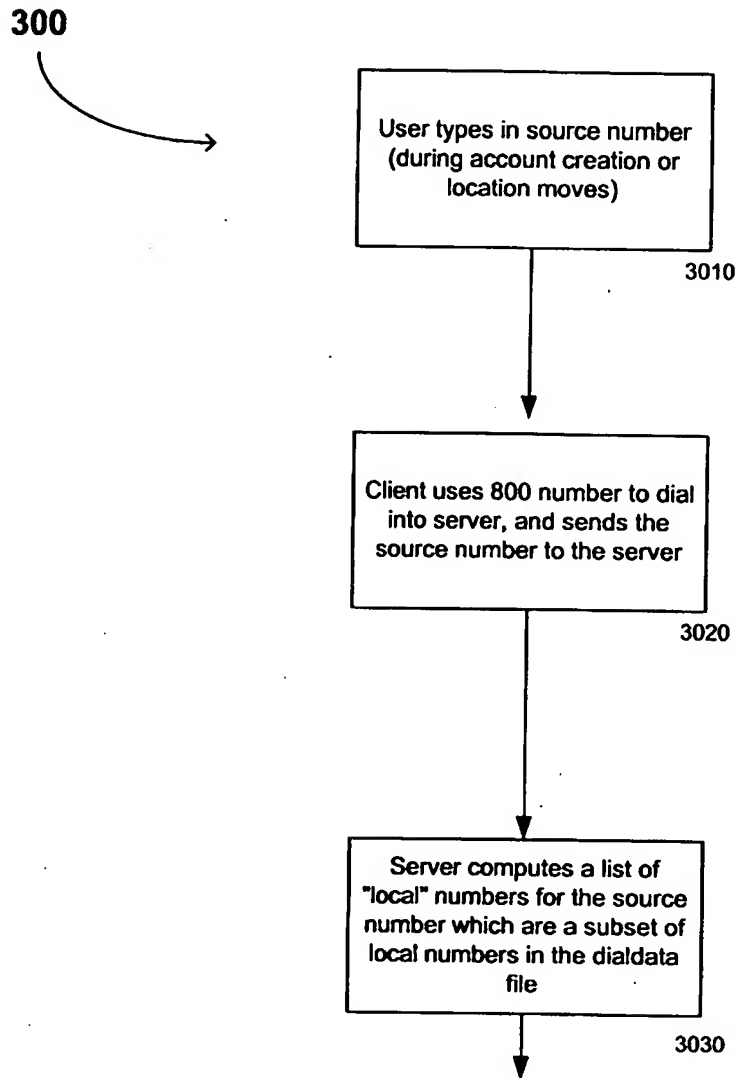 300
User types in source number
(during account creation or
location moves)
3010
Client uses 800 number to dial
into server, and sends the
source number to the server
3020
Server computes a list of
"local" numbers for the source
number which are a subset of
local numbers in the dialdata
file
3030